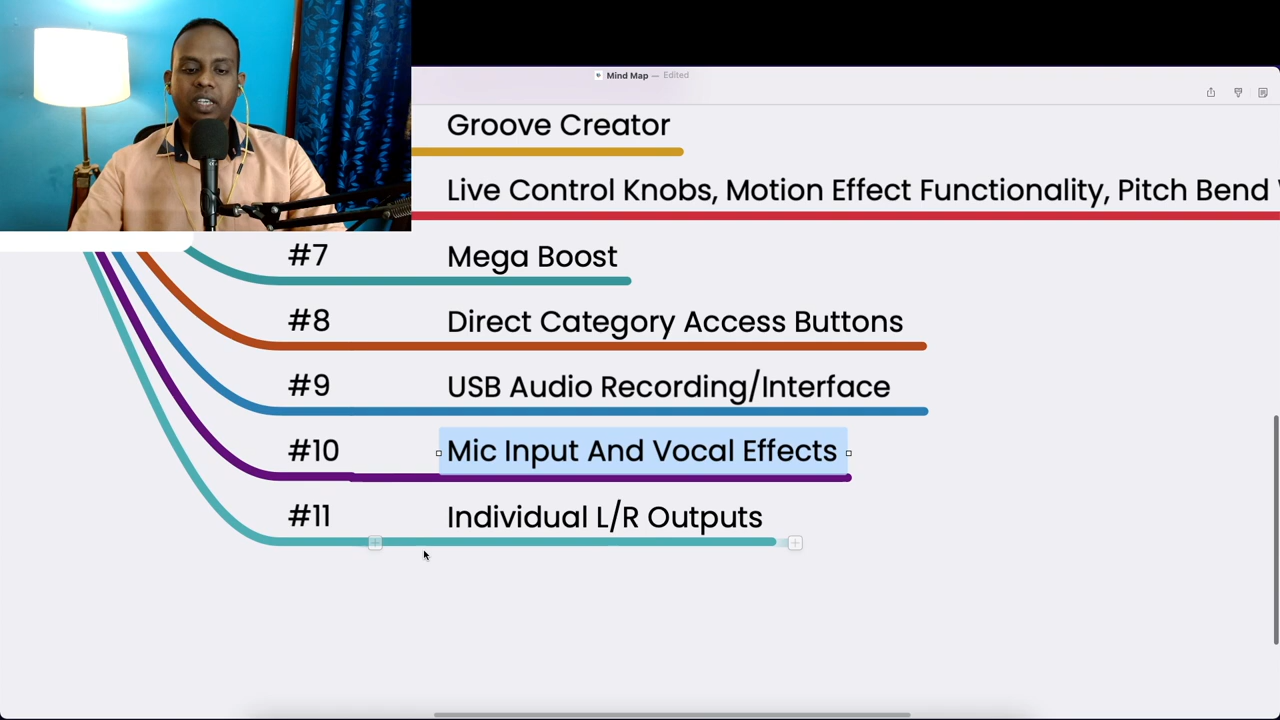 Mind Map — Edited
Groove Creator
Live Control Knobs, Motion Effect Functionality, Pitch Bend
#7 Mega Boost
#8 Direct Category Access Buttons
#9 USB Audio Recording/Interface
#10 Mic Input And Vocal Effects
#11 Individual L/R Outputs